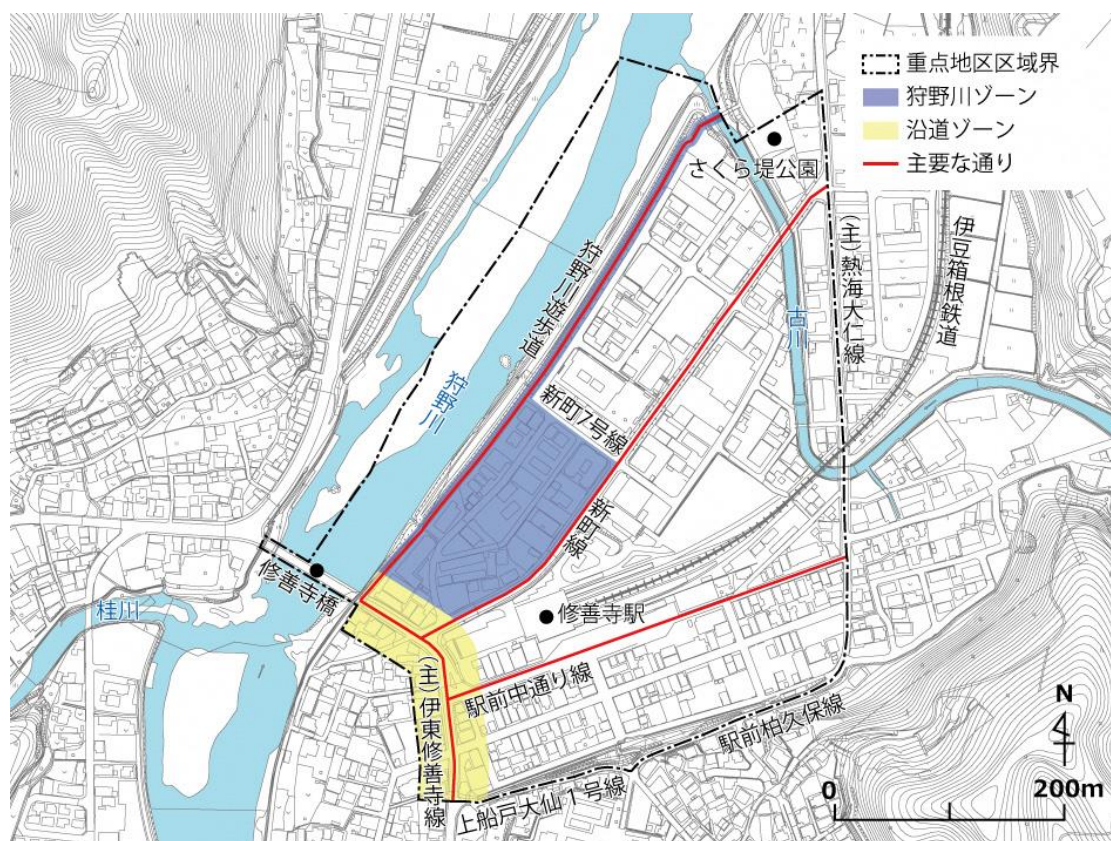 重点地区区域界
狩野川ゾーン
沿道ゾーン
主要な通り
さくら堤公園
(主)熱海大仁線
伊豆箱根鉄道
古川
狩野川遊歩道
狩野川
新町7号線
新町線
修善寺橋
桂川
修善寺駅
(主)伊東修善寺線
駅前中通り線
駅前柏久保線
上船戸大仙1号線
N
0
200m